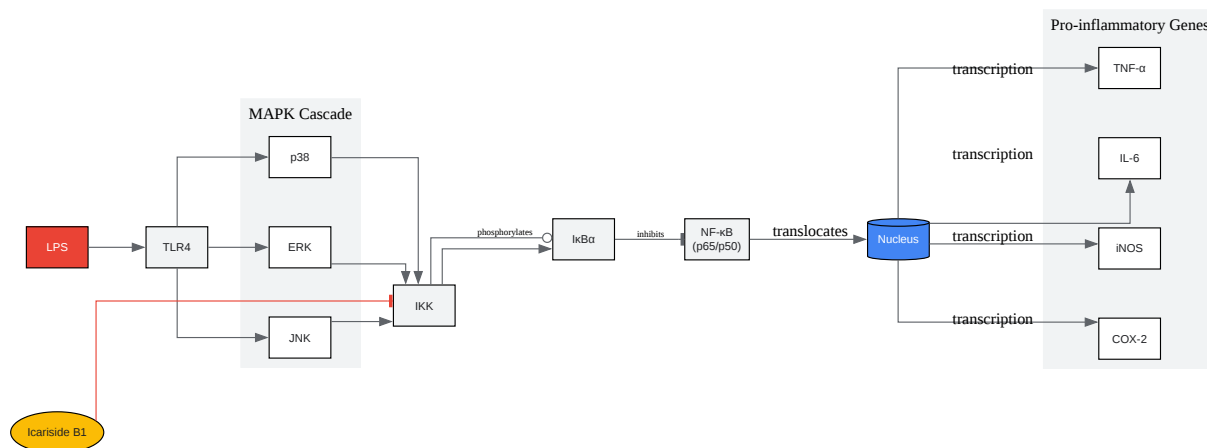 Pro-inflammatory Genes
TNF-α
transcription
MAPK Cascade
p38
transcription
IL-6
LPS
TLR4
ERK
phosphorylates
IκBα
inhibits
NF-κB
(p65/p50)
translocates
Nucleus
transcription
iNOS
IKK
JNK
transcription
COX-2
Icariside B1